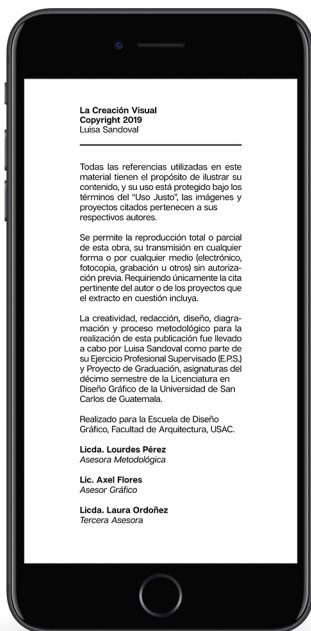 La Creación Visual
Copyright 2019
Luisa Sandoval
Todas las referencias utilizadas en este
material tienen el propósito de ilustrar su
contenido, y su uso está protegido bajo los
términos del “Uso Justo”, las imágenes y
proyectos citados pertenecen a sus
respectivos autores.
Se permite la reproducción total o parcial
de esta obra, su transmisión en cualquier
forma o por cualquier medio (electrónico,
fotocopia, grabación u otros) sin autoriza-
ción previa. Requiriendo únicamente la cita
pertinente del autor o de los proyectos que
el extracto en cuestión incluya.
La creatividad, redacción, diseño, diagra-
mación y proceso metodológico para la
realización de esta publicación fue llevado
a cabo por Luisa Sandoval como parte de
su Ejercicio Profesional Supervisado (E.P.S.)
y Proyecto de Graduación, asignaturas del
décimo semestre de la Licenciatura en
Diseño Gráfico de la Universidad de San
Carlos de Guatemala.
Realizado para la Escuela de Diseño
Gráfico, Facultad de Arquitectura, USAC.
Licda. Lourdes Pérez
Asesora Metodológica
Lic. Axel Flores
Asesor Gráfico
Licda. Laura Ordoñez
Tercera Asesora